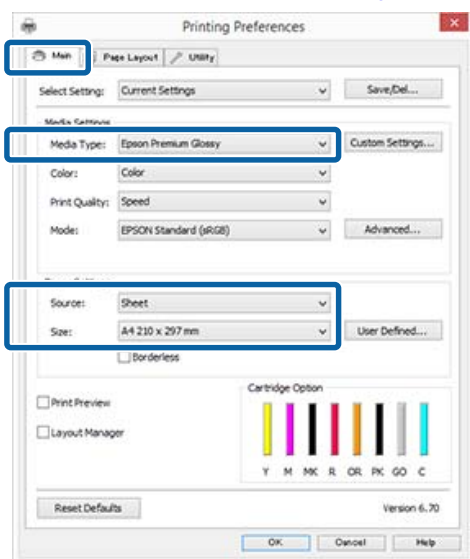 Printing Preferences
Main Page Layout Utility
Select Setting: Current Settings Save/Del...
Media Settings
Media Type: Epson Premium Glossy Custom Settings...
Color: Color
Print Quality: Speed
Mode: EPSON Standard (sRGB) Advanced...
Source: Sheet
Size: A4 210 x 297 mm User Defined...
Borderless
Cartridge Option
Print Preview
Layout Manager
Y M MK R OR PK GO C
Reset Defaults Version 6.70
OK Cancel Help